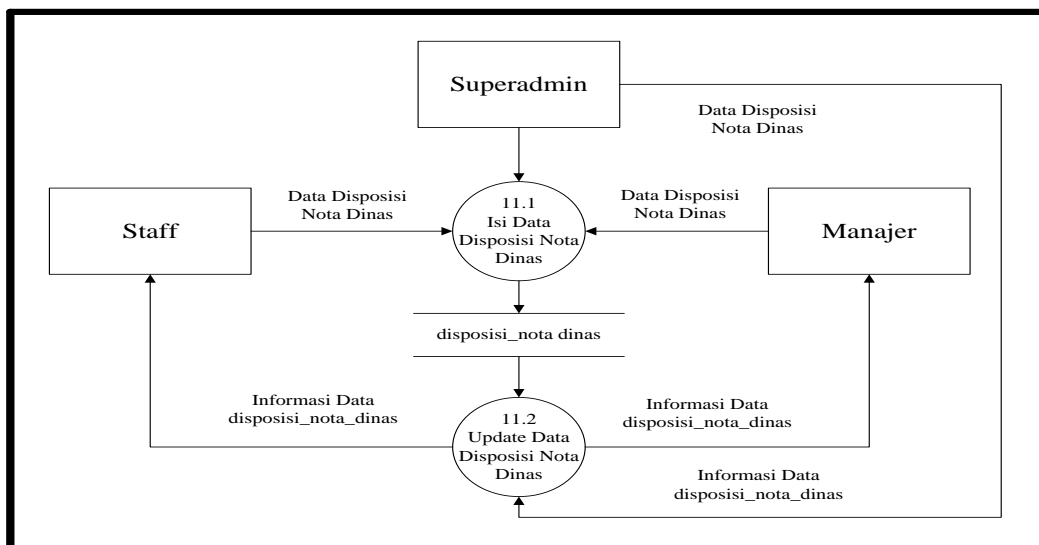 Superadmin
Data Disposisi
Nota Dinas
Staff
Data Disposisi
Nota Dinas
11.1
Isi Data
Disposisi Nota
Dinas
Data Disposisi
Nota Dinas
Manajer
disposisi_nota dinas
Informasi Data
disposisi_nota_dinas
11.2
Update Data
Disposisi Nota
Dinas
Informasi Data
disposisi_nota_dinas
Informasi Data
disposisi_nota_dinas